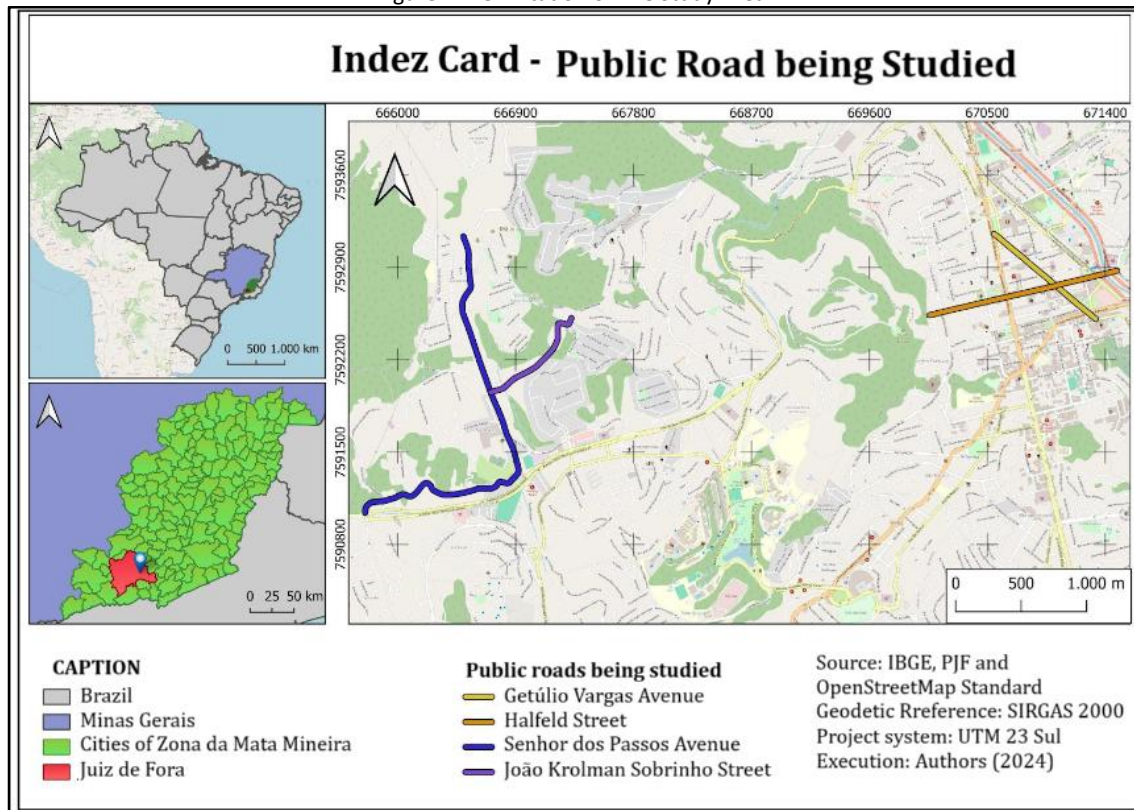 Indez Card - Public Road being Studied
666000 666900 667800 668700 669600 670500 671400
7593600
7592900
7592200
7591500
7590800
0 500 1.000 km
0 25 50 km
0 500 1.000 m
CAPTION
Brazil
Minas Gerais
Cities of Zona da Mata Mineira
Juiz de Fora
Public roads being studied
Getúlio Vargas Avenue
Halfeld Street
Senhor dos Passos Avenue
João Krolman Sobrinho Street
Source: IBGE, PJF and
OpenStreetMap Standard
Geodetic Rreference: SIRGAS 2000
Project system: UTM 23 Sul
Execution: Authors (2024)